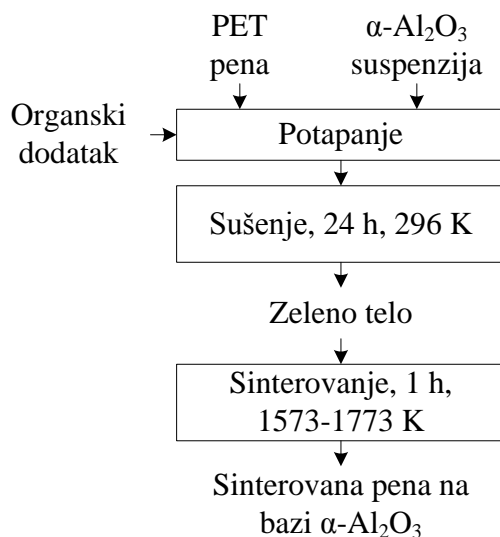 PET
pena
α-Al₂O₃
suspenzija
Organski
dodatak
Potapanje
Sušenje, 24 h, 296 K
Zeleno telo
Sinterovanje, 1 h,
1573-1773 K
Sinterovana pena na
bazi α-Al₂O₃